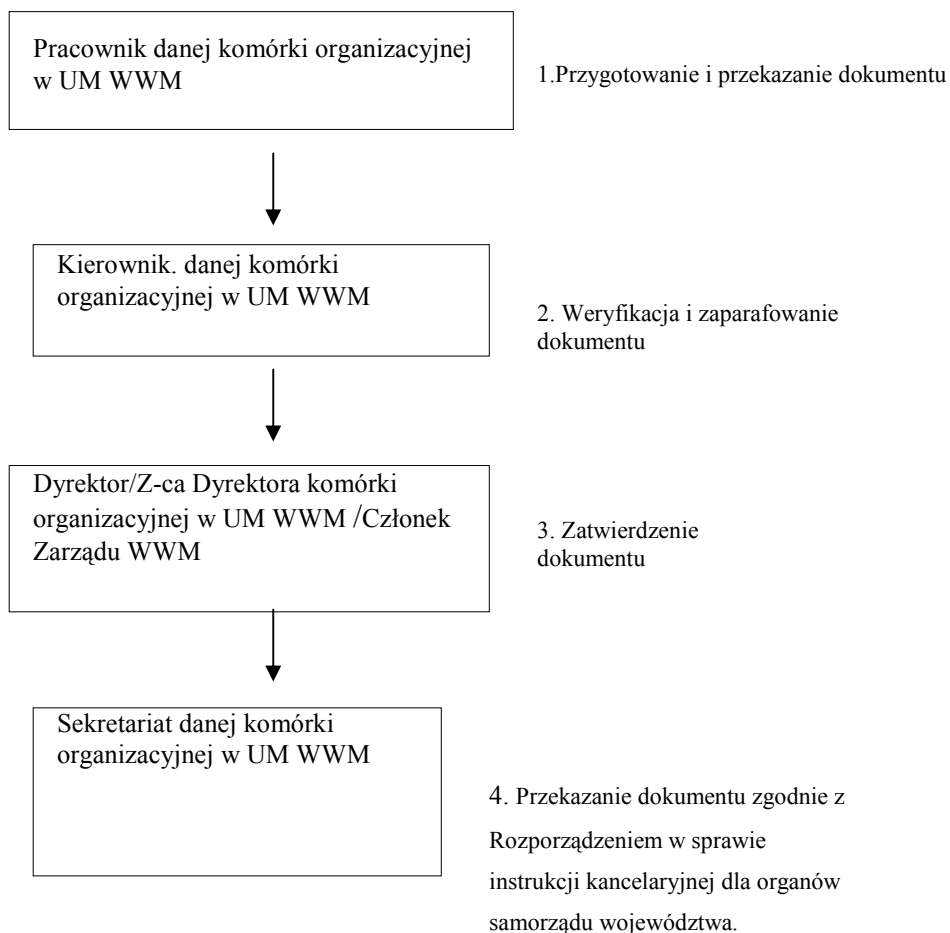 Pracownik danej komórki organizacyjnej
w UM WWM
1.Przygotowanie i przekazanie dokumentu
Kierownik. danej komórki
organizacyjnej w UM WWM
2. Weryfikacja i zaparafowanie
dokumentu
Dyrektor/Z-ca Dyrektora komórki
organizacyjnej w UM WWM /Członek
Zarządu WWM
3. Zatwierdzenie
dokumentu
Sekretariat danej komórki
organizacyjnej w UM WWM
4. Przekazanie dokumentu zgodnie z
Rozporządzeniem w sprawie
instrukcji kancelaryjnej dla organów
samorządu województwa.